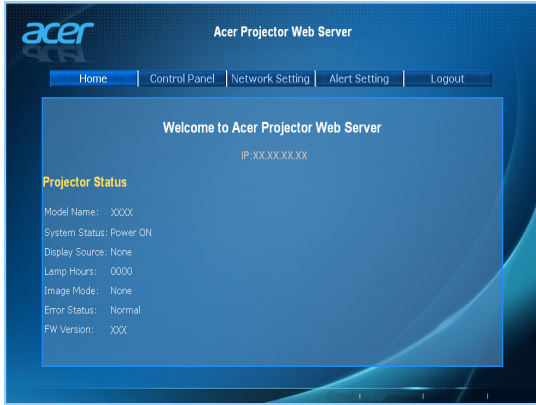 acer
Acer Projector Web Server
Home Control Panel Network Setting Alert Setting Logout
Welcome to Acer Projector Web Server
IP:XX.XX.XX.XX
Projector Status
Model Name: XXXX
System Status: Power ON
Display Source: None
Lamp Hours: 0000
Image Mode: None
Error Status: Normal
FW Version: XXX